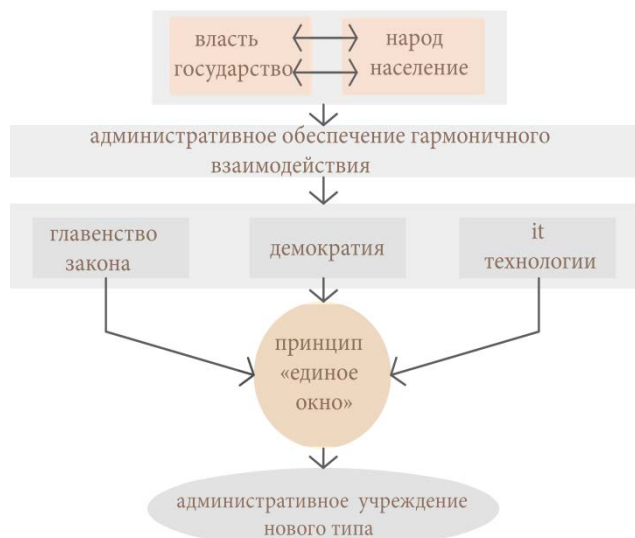 власть
государство
народ
население
административное обеспечение гармоничного
взаимодействия
главенство
закона
демократия
it
технологии
принцип
«единое
окно»
административное учреждение
нового типа